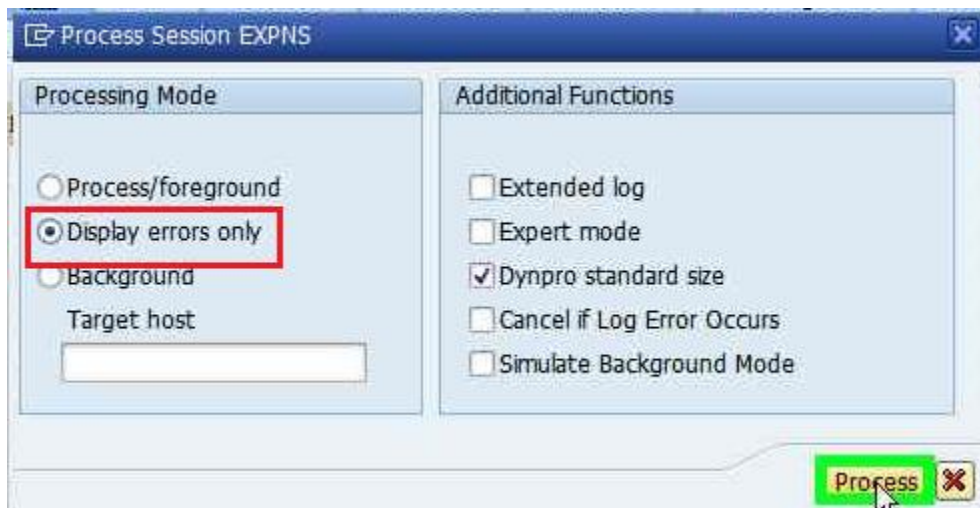 Process Session EXPNS
Processing Mode
Process/foreground
Display errors only
Background
Target host
Additional Functions
Extended log
Expert mode
Dynpro standard size
Cancel if Log Error Occurs
Simulate Background Mode
Process